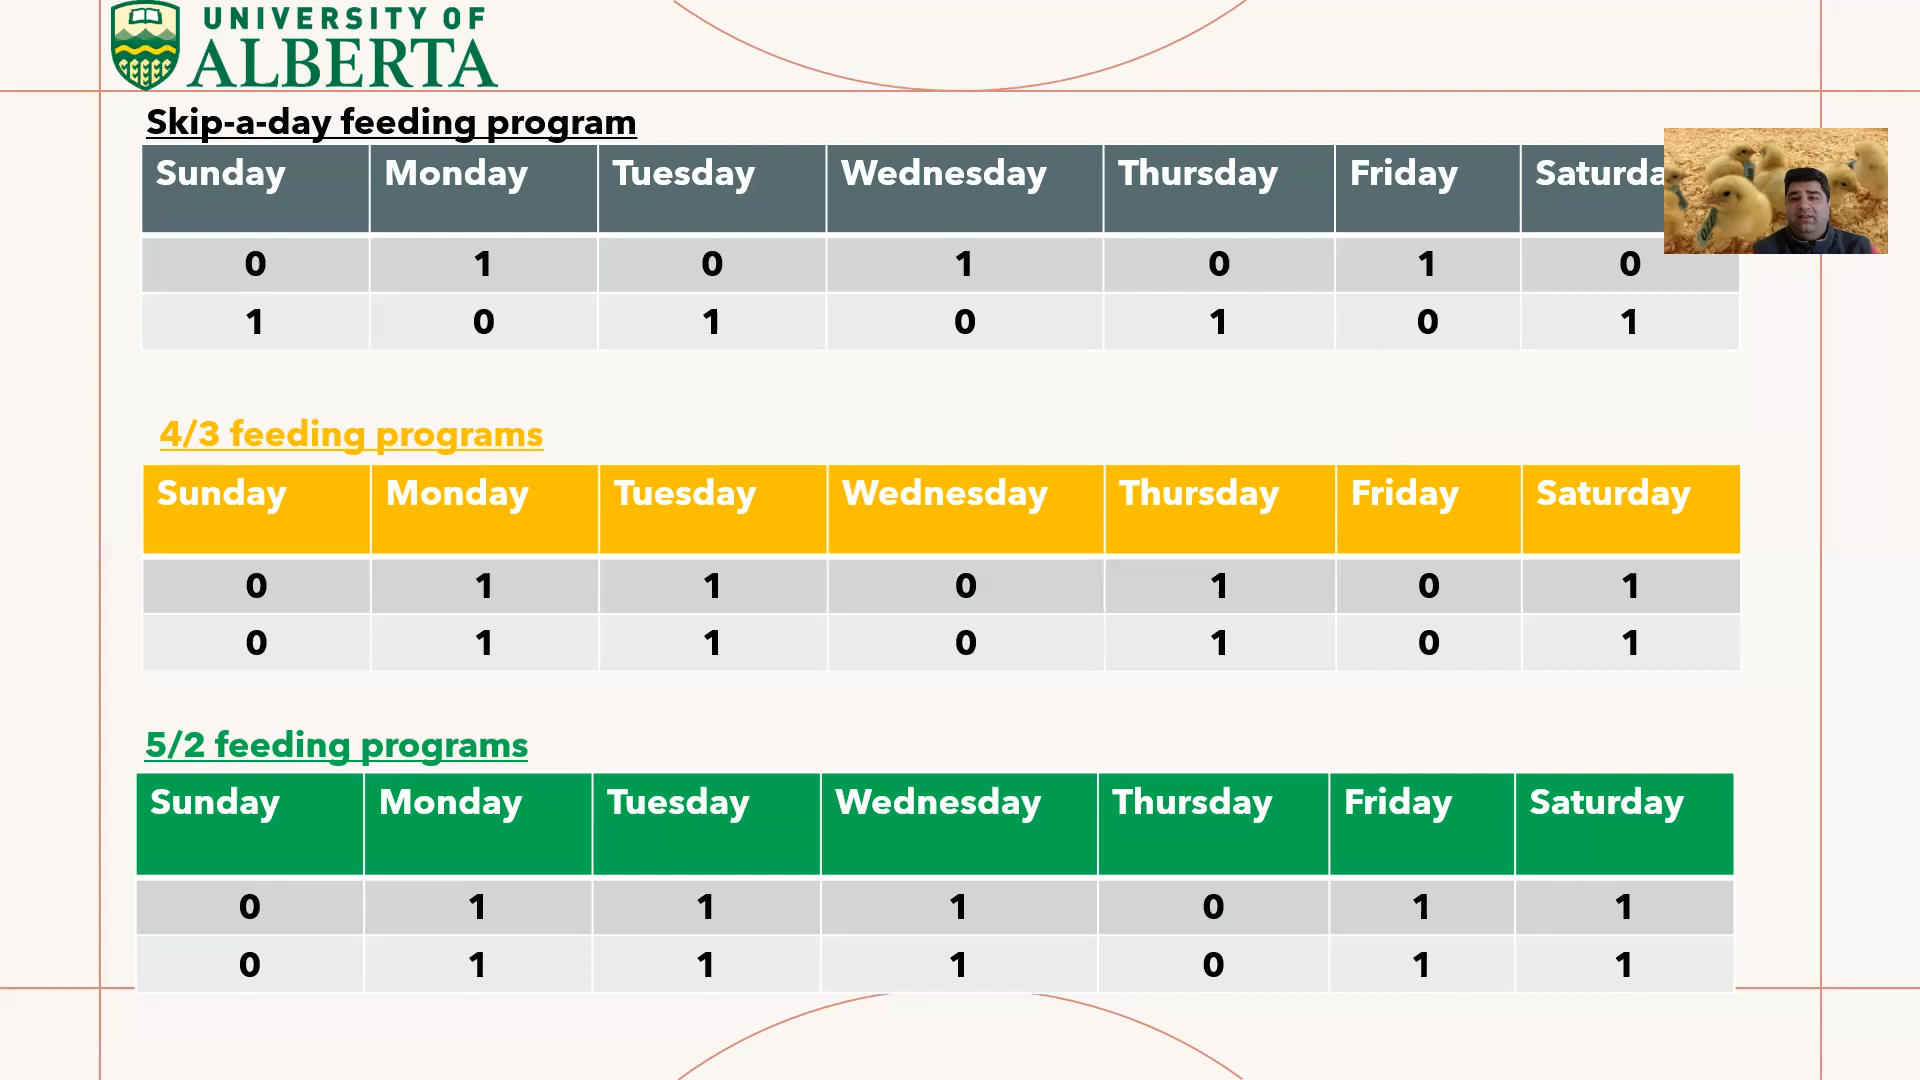 UNIVERSITY OF
ALBERTA
Skip-a-day feeding program
Sunday Monday Tuesday Wednesday Thursday Friday Saturda
0 1 0 1 0 1 0
1 0 1 0 1 0 1
4/3 feeding programs
Sunday Monday Tuesday Wednesday Thursday Friday Saturday
0 1 1 0 1 0 1
0 1 1 0 1 0 1
5/2 feeding programs
Sunday Monday Tuesday Wednesday Thursday Friday Saturday
0 1 1 1 0 1 1
0 1 1 1 0 1 1